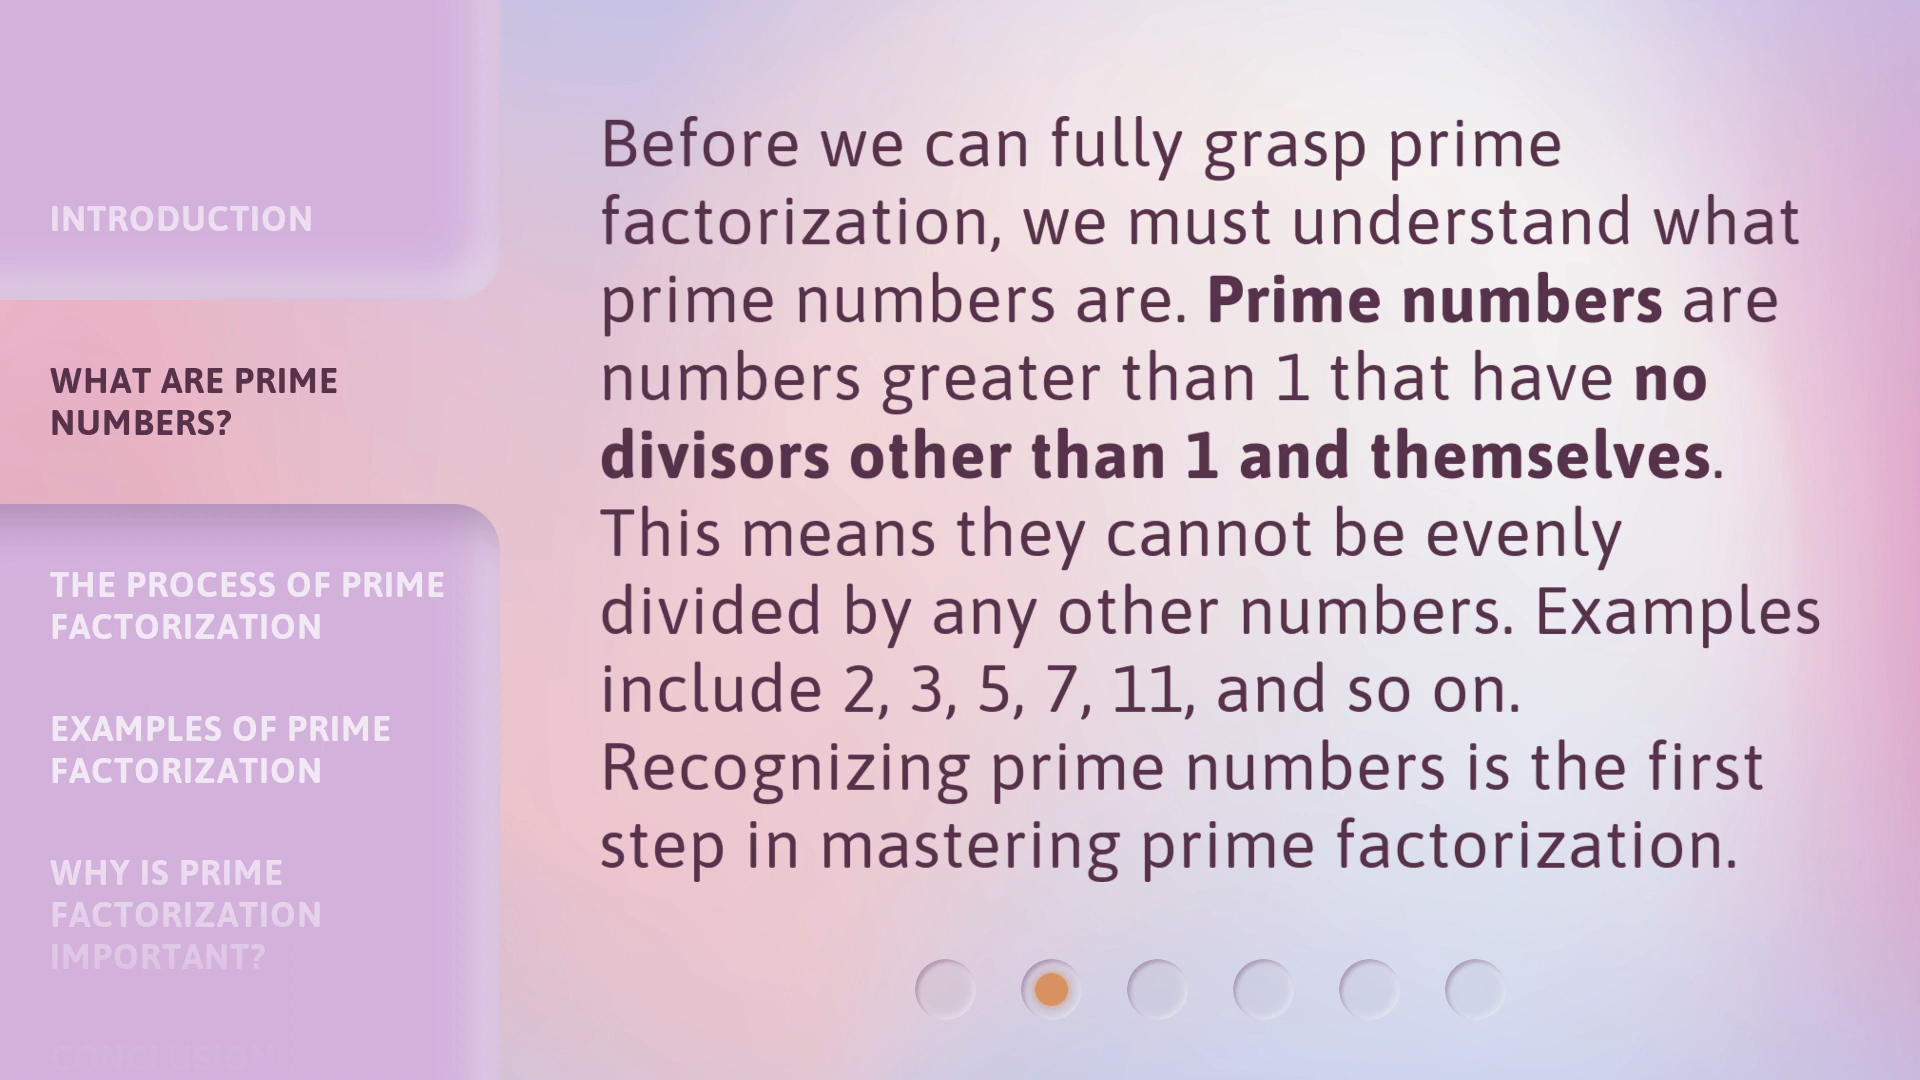 INTRODUCTION
WHAT ARE PRIME
NUMBERS?
THE PROCESS OF PRIME
FACTORIZATION
EXAMPLES OF PRIME
FACTORIZATION
WHY IS PRIME
FACTORIZATION
IMPORTANT?
CONCLUSION
Before we can fully grasp prime
factorization, we must understand what
prime numbers are. Prime numbers are
numbers greater than 1 that have no
divisors other than 1 and themselves.
This means they cannot be evenly
divided by any other numbers. Examples
include 2, 3, 5, 7, 11, and so on.
Recognizing prime numbers is the first
step in mastering prime factorization.